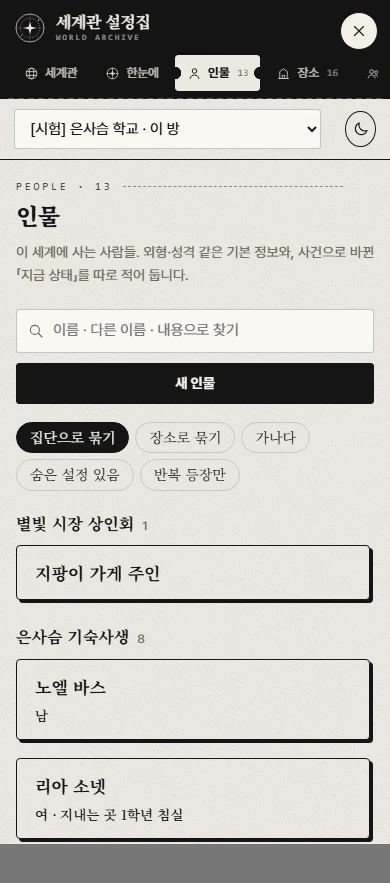 세계관 설정집
WORLD ARCHIVE
세계관 한눈에 인물 13 장소 16
[시험] 은사슴 학교 · 이 방
PEOPLE · 13
인물
이 세계에 사는 사람들. 외형·성격 같은 기본 정보와, 사건으로 바뀐
「지금 상태」를 따로 적어 둡니다.
이름 · 다른 이름 · 내용으로 찾기
새 인물
집단으로 묶기 장소로 묶기 가나다
숨은 설정 있음 반복 등장만
별빛 시장 상인회 1
지팡이 가게 주인
은사슴 기숙사생 8
노엘 바스
남
리아 소넷
여 · 지내는 곳 1학년 침실